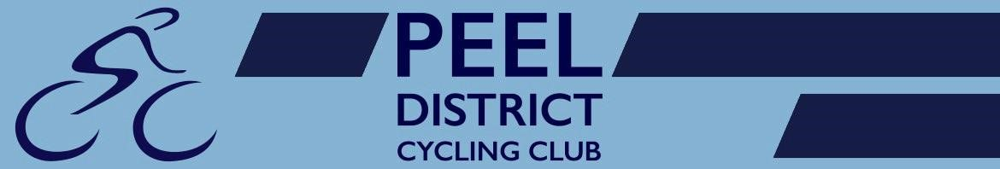 PEEL
DISTRICT
CYCLING CLUB